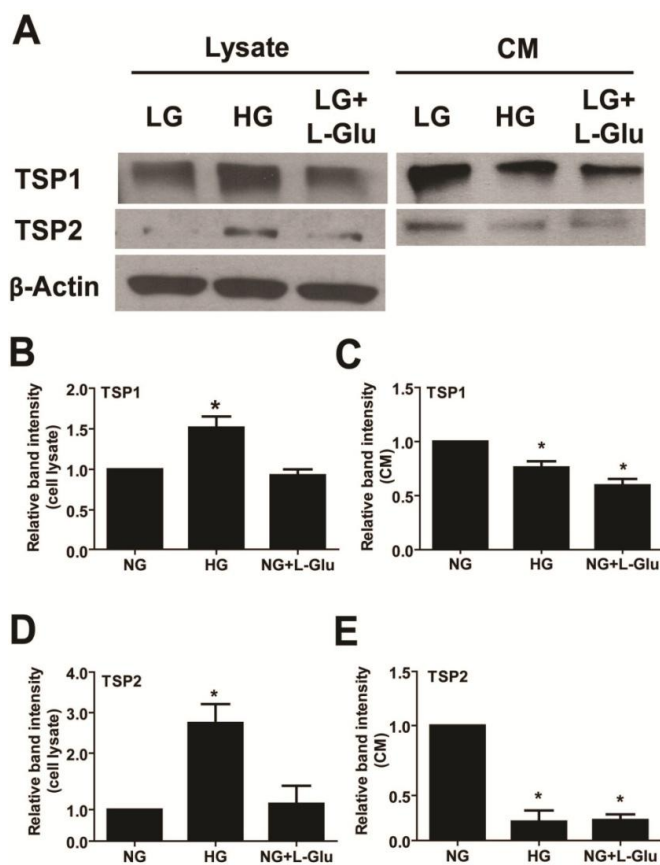 A
Lysate
CM
LG
HG
LG+
L-Glu
LG
HG
LG+
L-Glu
TSP1
TSP2
β-Actin
B
Relative band intensity
(cell lysate)
2.0
1.5
1.0
0.5
0.0
TSP1
*
NG
HG
NG+L-Glu
C
Relative band intensity
(CM)
1.5
1.0
0.5
0.0
TSP1
*
*
NG
HG
NG+L-Glu
D
Relative band intensity
(cell lysate)
4.0
3.0
2.0
1.0
0.0
TSP2
*
NG
HG
NG+L-Glu
E
Relative band intensity
(CM)
1.5
1.0
0.5
0.0
TSP2
*
*
NG
HG
NG+L-Glu